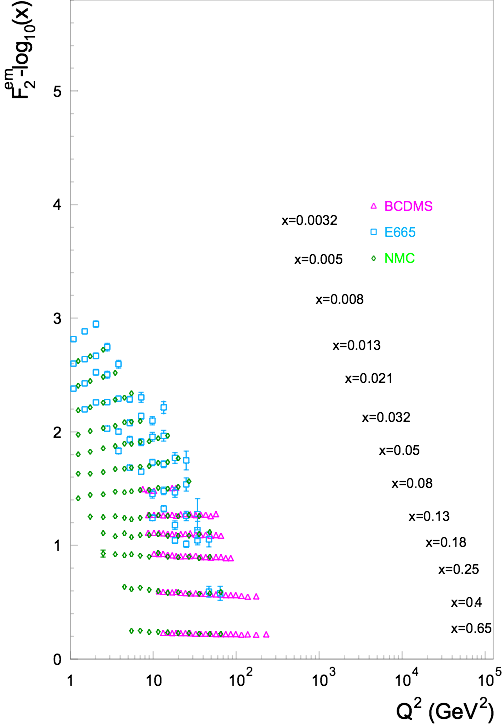 F₂ᵉᵐ-log₁₀(x)
5
4
3
2
1
0
1
10
10²
10³
10⁴
10⁵
Q² (GeV²)
BCDMS
E665
NMC
x=0.0032
x=0.005
x=0.008
x=0.013
x=0.021
x=0.032
x=0.05
x=0.08
x=0.13
x=0.18
x=0.25
x=0.4
x=0.65